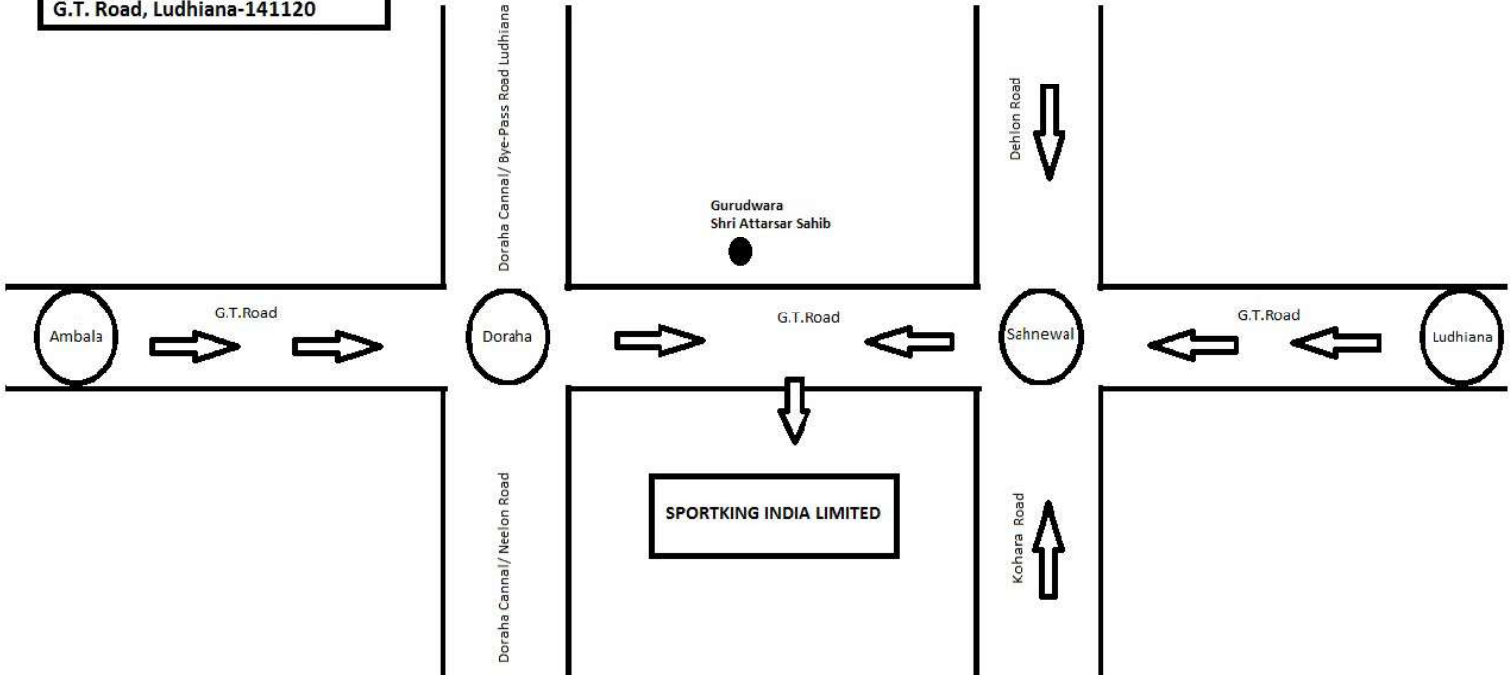 G.T. Road, Ludhiana-141120
Doraha Cannal/ Bye-Pass Road Ludhiana
Dehlon Road
Gurudwara
Shri Attarsar Sahib
Ambala
G.T.Road
Doraha
G.T.Road
Sahnewal
G.T.Road
Ludhiana
Doraha Cannal/ Neelon Road
SPORTKING INDIA LIMITED
Kohara Road